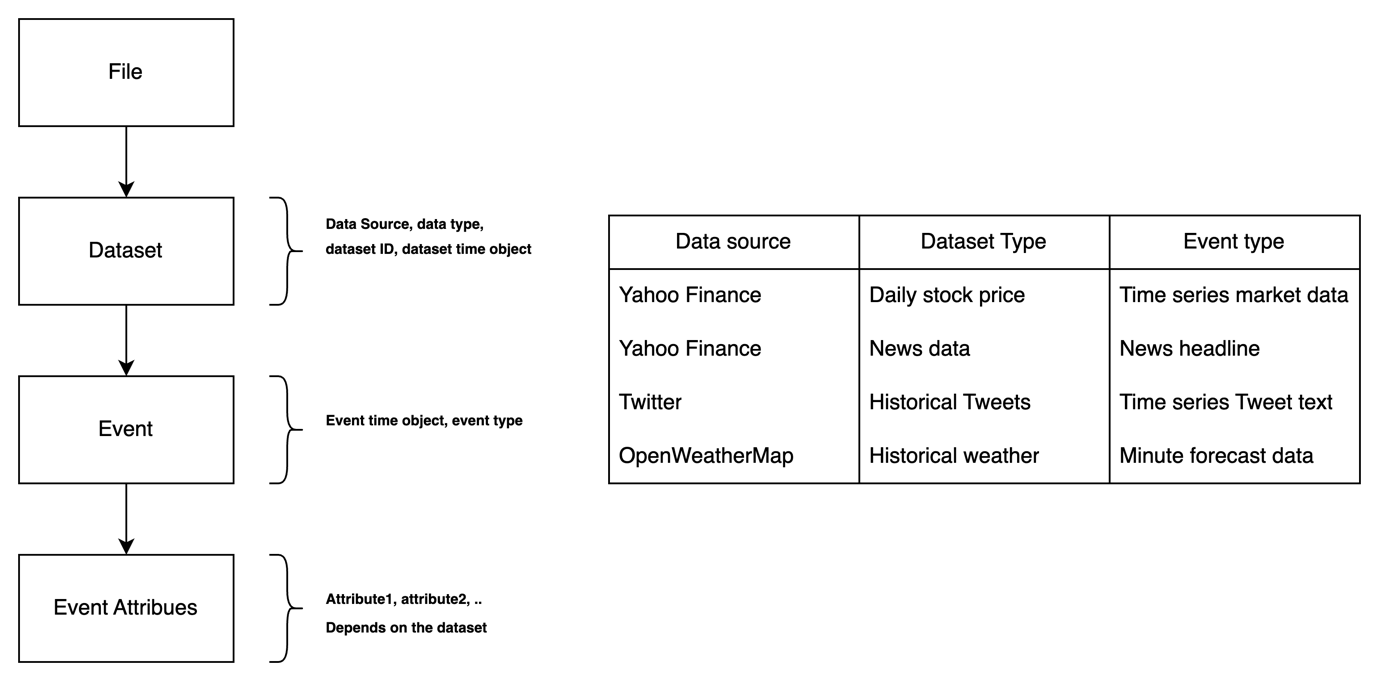 File
Dataset
Data Source, data type,
dataset ID, dataset time object
Event
Event time object, event type
Event Attribues
Attribute1, attribute2, ..
Depends on the dataset
Data source Dataset Type Event type
Yahoo Finance Daily stock price Time series market data
Yahoo Finance News data News headline
Twitter Historical Tweets Time series Tweet text
OpenWeatherMap Historical weather Minute forecast data